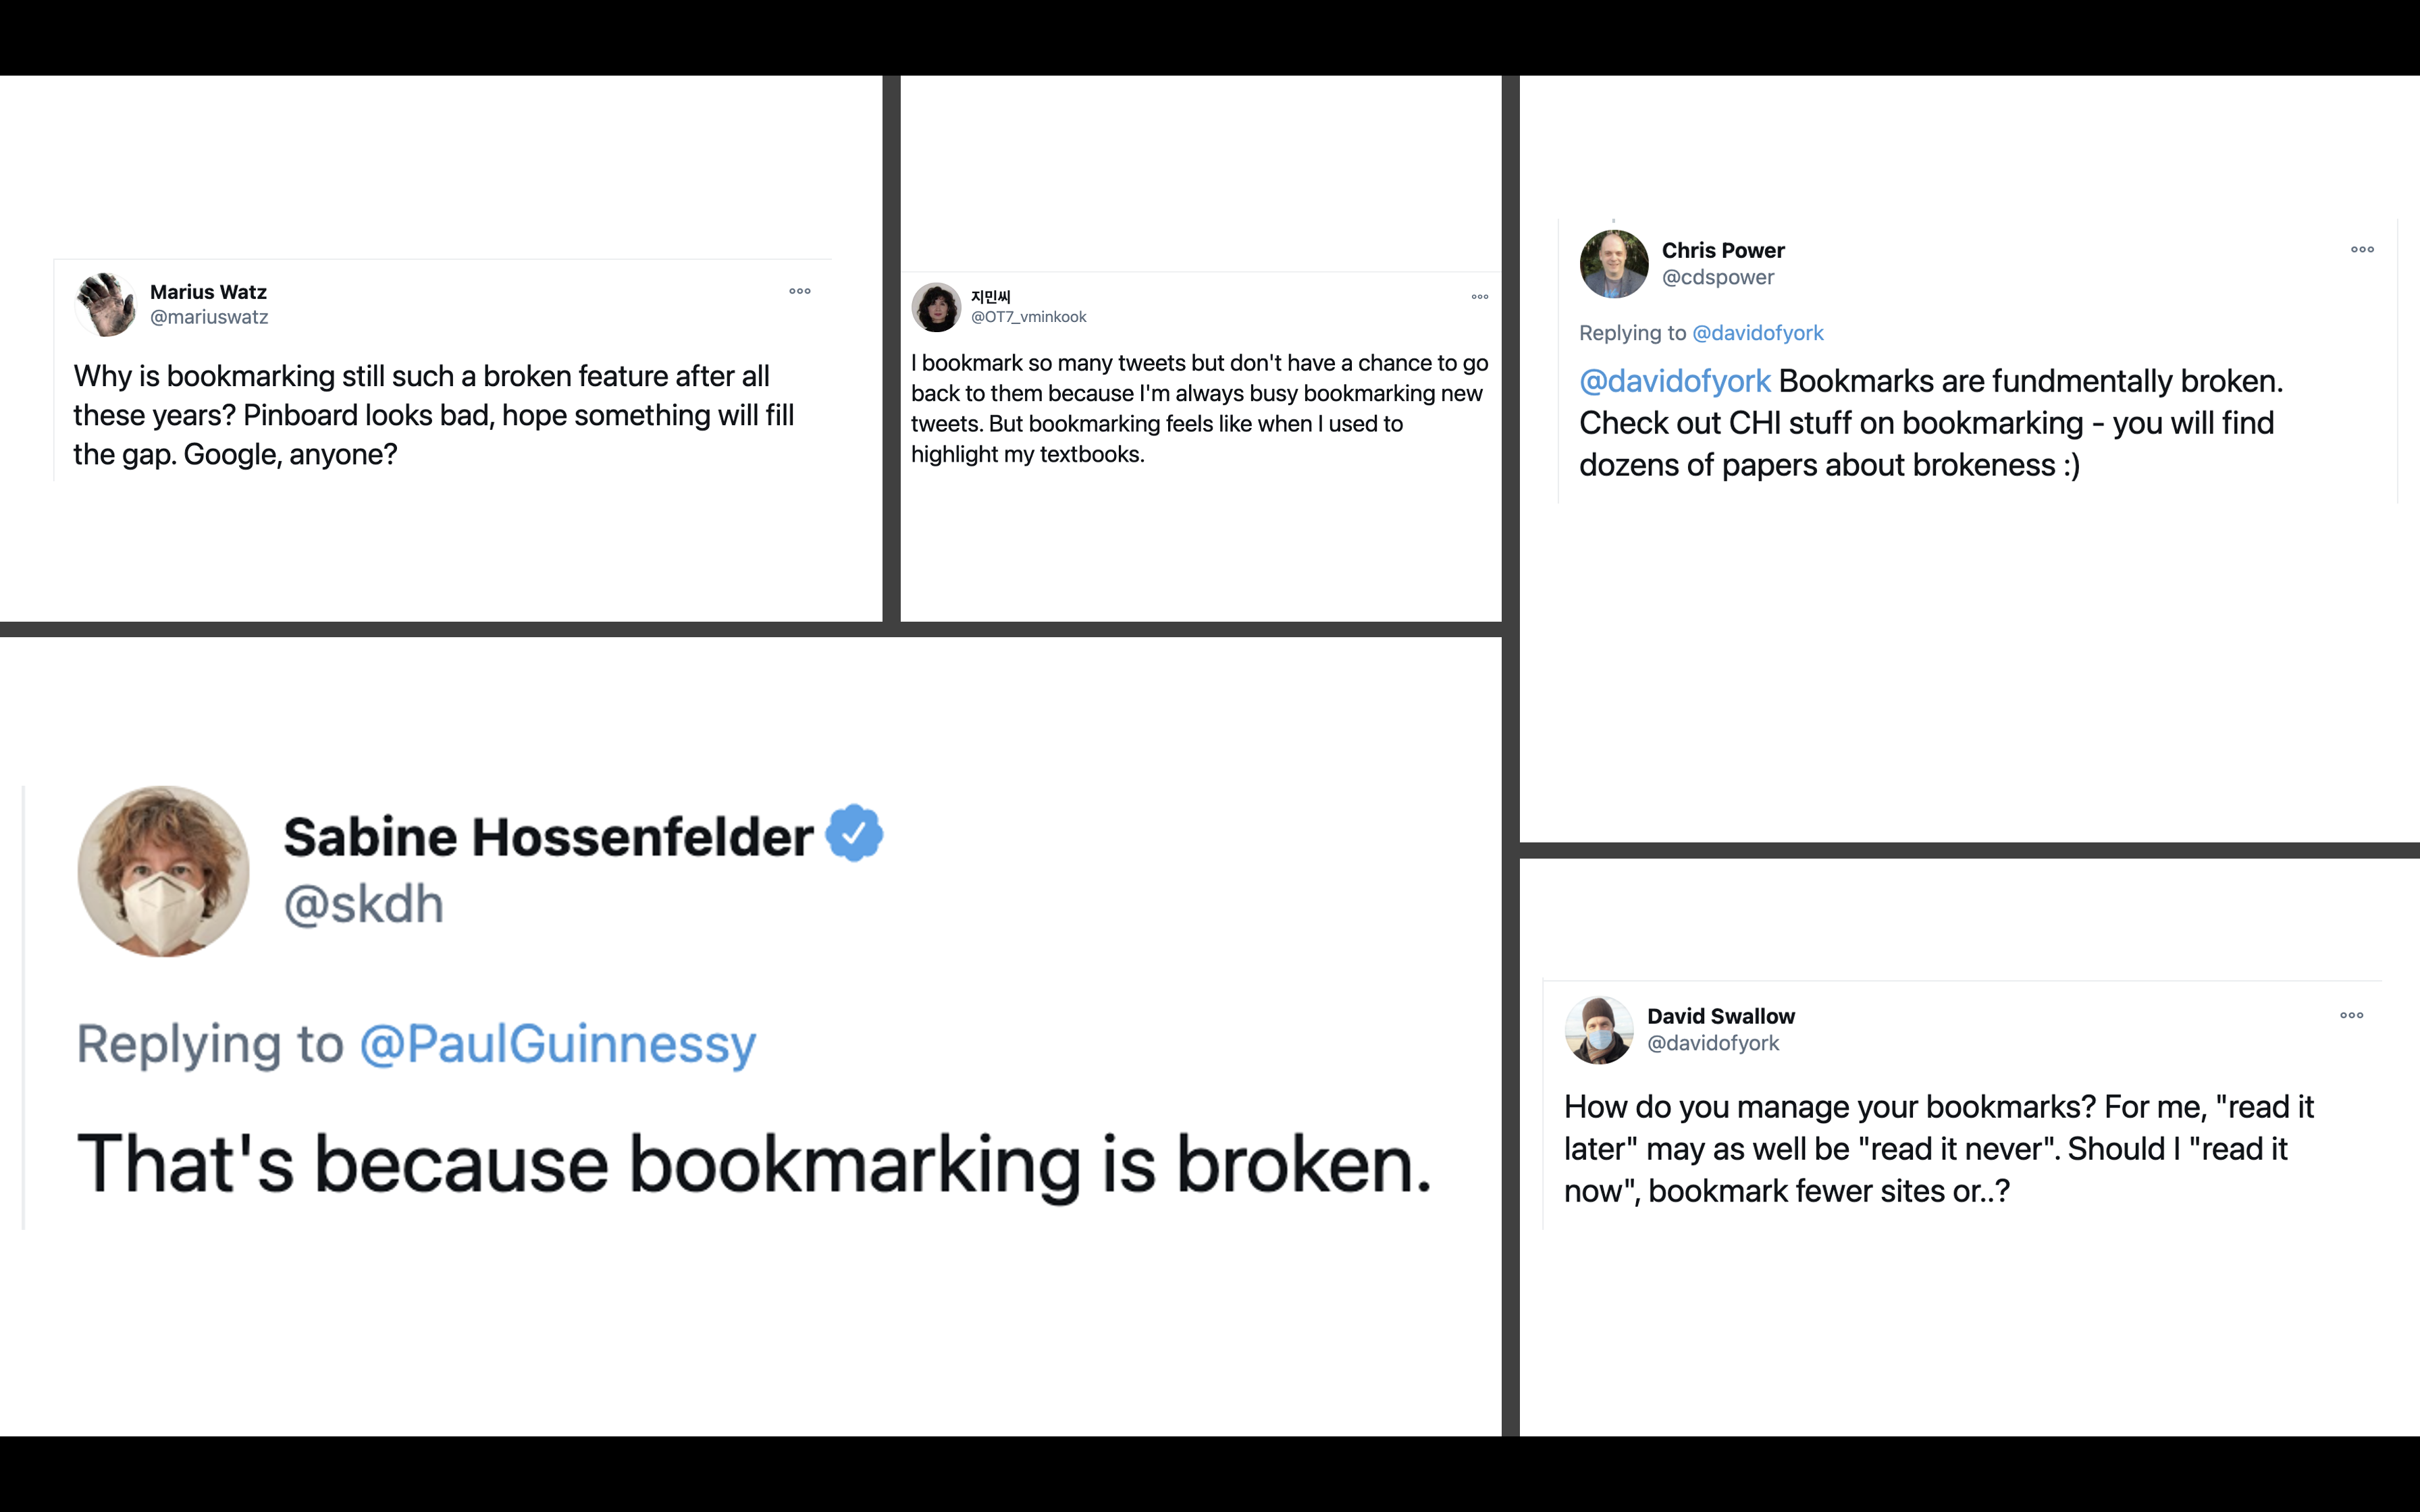 Marius Watz
@mariuswatz
Why is bookmarking still such a broken feature after all
these years? Pinboard looks bad, hope something will fill
the gap. Google, anyone?
지민씨
@OT7_vminkook
I bookmark so many tweets but don't have a chance to go
back to them because I'm always busy bookmarking new
tweets. But bookmarking feels like when I used to
highlight my textbooks.
Chris Power
@cdspower
Replying to @davidofyork
@davidofyork Bookmarks are fundmentally broken.
Check out CHI stuff on bookmarking - you will find
dozens of papers about brokeness :)
Sabine Hossenfelder
@skdh
Replying to @PaulGuinnessy
That's because bookmarking is broken.
David Swallow
@davidofyork
How do you manage your bookmarks? For me, "read it
later" may as well be "read it never". Should I "read it
now", bookmark fewer sites or..?